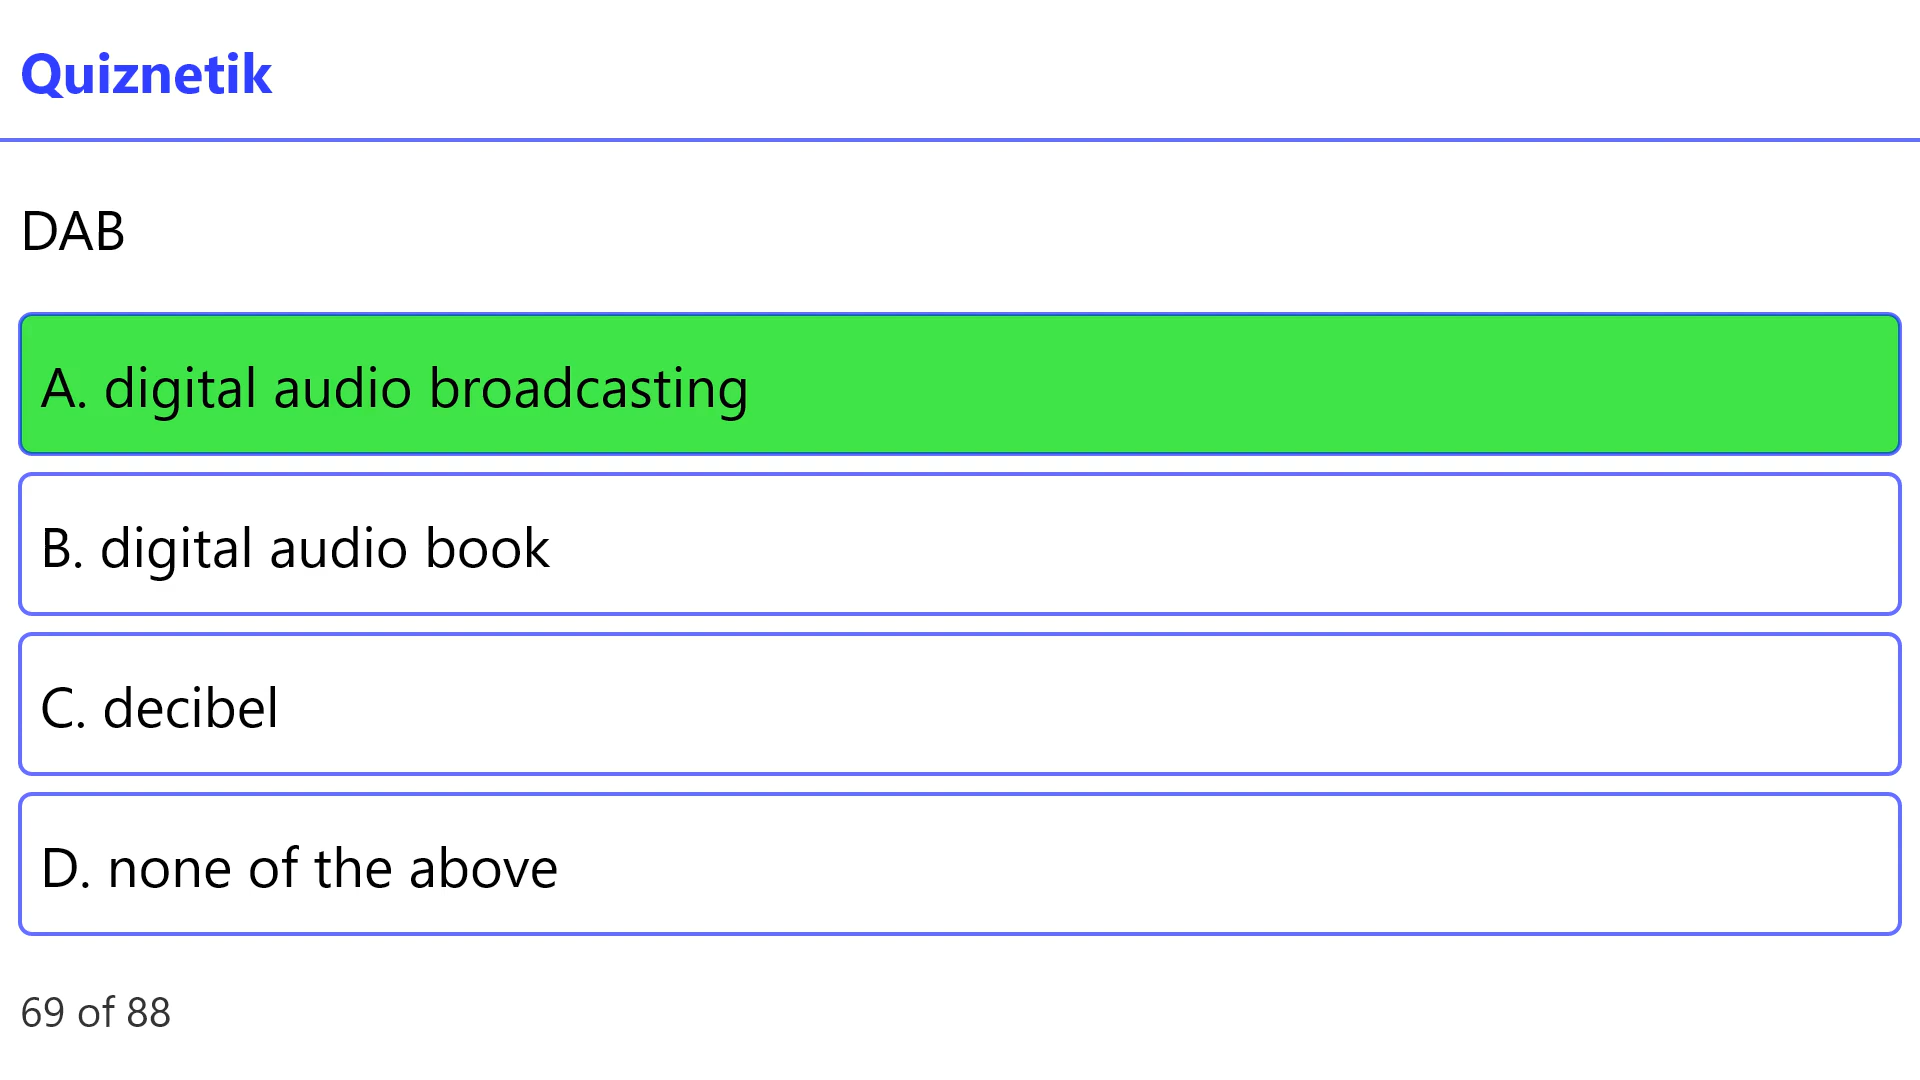 Quiznetik
DAB
A. digital audio broadcasting
B. digital audio book
C. decibel
D. none of the above
69 of 88